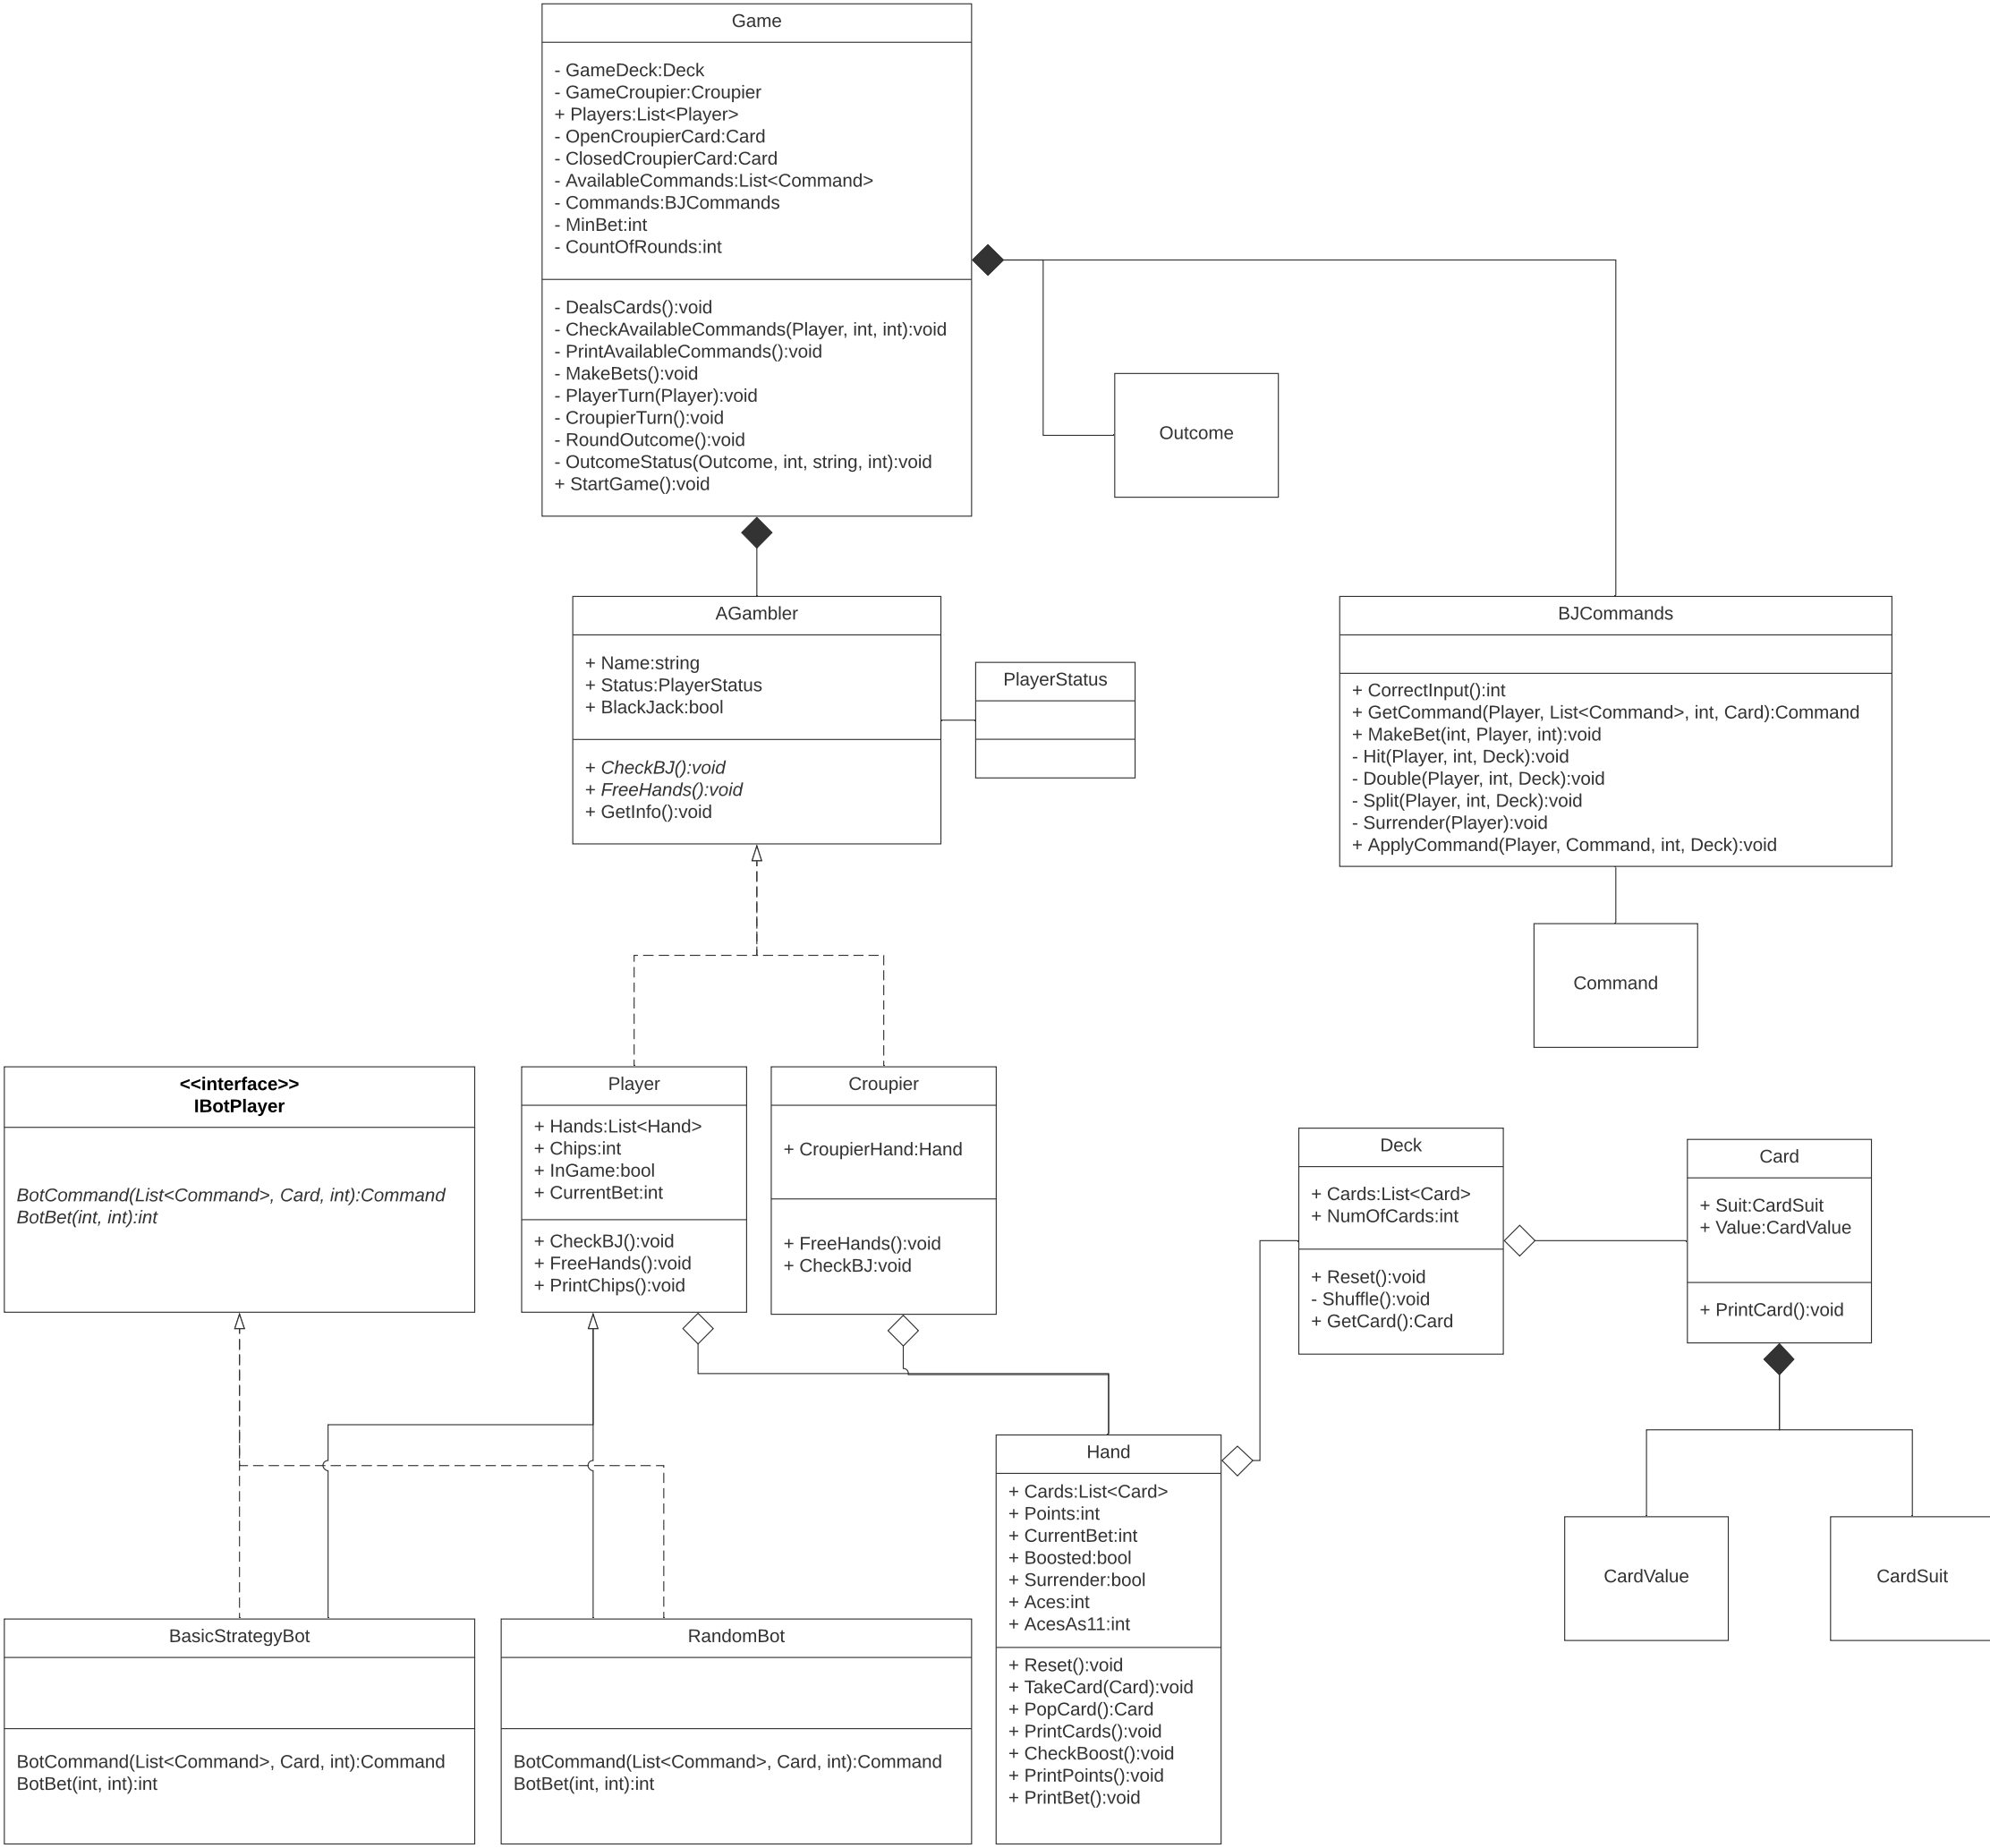 Game
- GameDeck:Deck
- GameCroupier:Croupier
+ Players:List<Player>
- OpenCroupierCard:Card
- ClosedCroupierCard:Card
- AvailableCommands:List<Command>
- Commands:BJCommands
- MinBet:int
- CountOfRounds:int
- DealsCards():void
- CheckAvailableCommands(Player, int, int):void
- PrintAvailableCommands():void
- MakeBets():void
- PlayerTurn(Player):void
- CroupierTurn():void
- RoundOutcome():void
- OutcomeStatus(Outcome, int, string, int):void
+ StartGame():void
Outcome
AGambler
+ Name:string
+ Status:PlayerStatus
+ BlackJack:bool
+ CheckBJ():void
+ FreeHands():void
+ GetInfo():void
PlayerStatus
BJCommands
+ CorrectInput():int
+ GetCommand(Player, List<Command>, int, Card):Command
+ MakeBet(int, Player, int):void
- Hit(Player, int, Deck):void
- Double(Player, int, Deck):void
- Split(Player, int, Deck):void
- Surrender(Player):void
+ ApplyCommand(Player, Command, int, Deck):void
Command
<<interface>>
IBotPlayer
BotCommand(List<Command>, Card, int):Command
BotBet(int, int):int
Player
+ Hands:List<Hand>
+ Chips:int
+ InGame:bool
+ CurrentBet:int
+ CheckBJ():void
+ FreeHands():void
+ PrintChips():void
Croupier
+ CroupierHand:Hand
+ FreeHands():void
+ CheckBJ:void
Deck
+ Cards:List<Card>
+ NumOfCards:int
+ Reset():void
- Shuffle():void
+ GetCard():Card
Card
+ Suit:CardSuit
+ Value:CardValue
+ PrintCard():void
Hand
+ Cards:List<Card>
+ Points:int
+ CurrentBet:int
+ Boosted:bool
+ Surrender:bool
+ Aces:int
+ AcesAs11:int
+ Reset():void
+ TakeCard(Card):void
+ PopCard():Card
+ PrintCards():void
+ CheckBoost():void
+ PrintPoints():void
+ PrintBet():void
CardValue
CardSuit
BasicStrategyBot
BotCommand(List<Command>, Card, int):Command
BotBet(int, int):int
RandomBot
BotCommand(List<Command>, Card, int):Command
BotBet(int, int):int